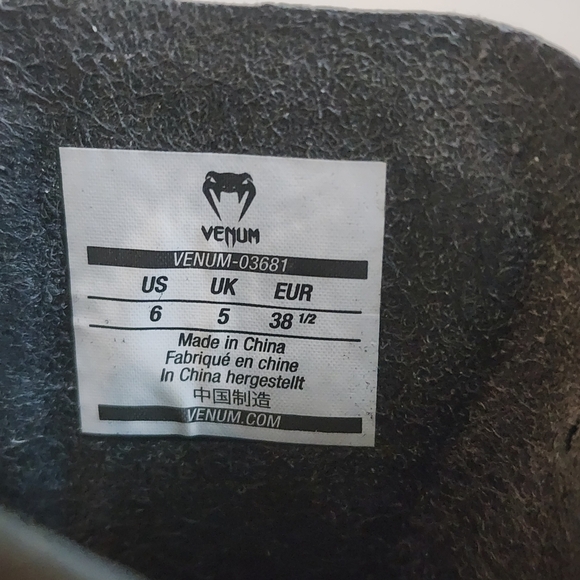 VENUM
VENUM-03681
US UK EUR
6 5 38 1/2
Made in China
Fabriqué en chine
In China hergestellt
中国制造
VENUM.COM